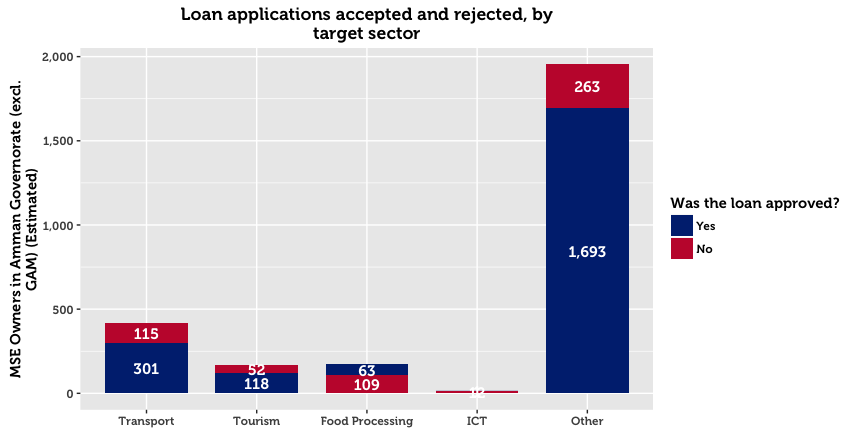 Loan applications accepted and rejected, by
target sector
MSE Owners in Amman Governorate (excl.
GAM) (Estimated)
2,000
1,500
1,000
500
0
115
301
52
118
63
109
263
1,693
Transport
Tourism
Food Processing
ICT
Other
Was the loan approved?
Yes
No